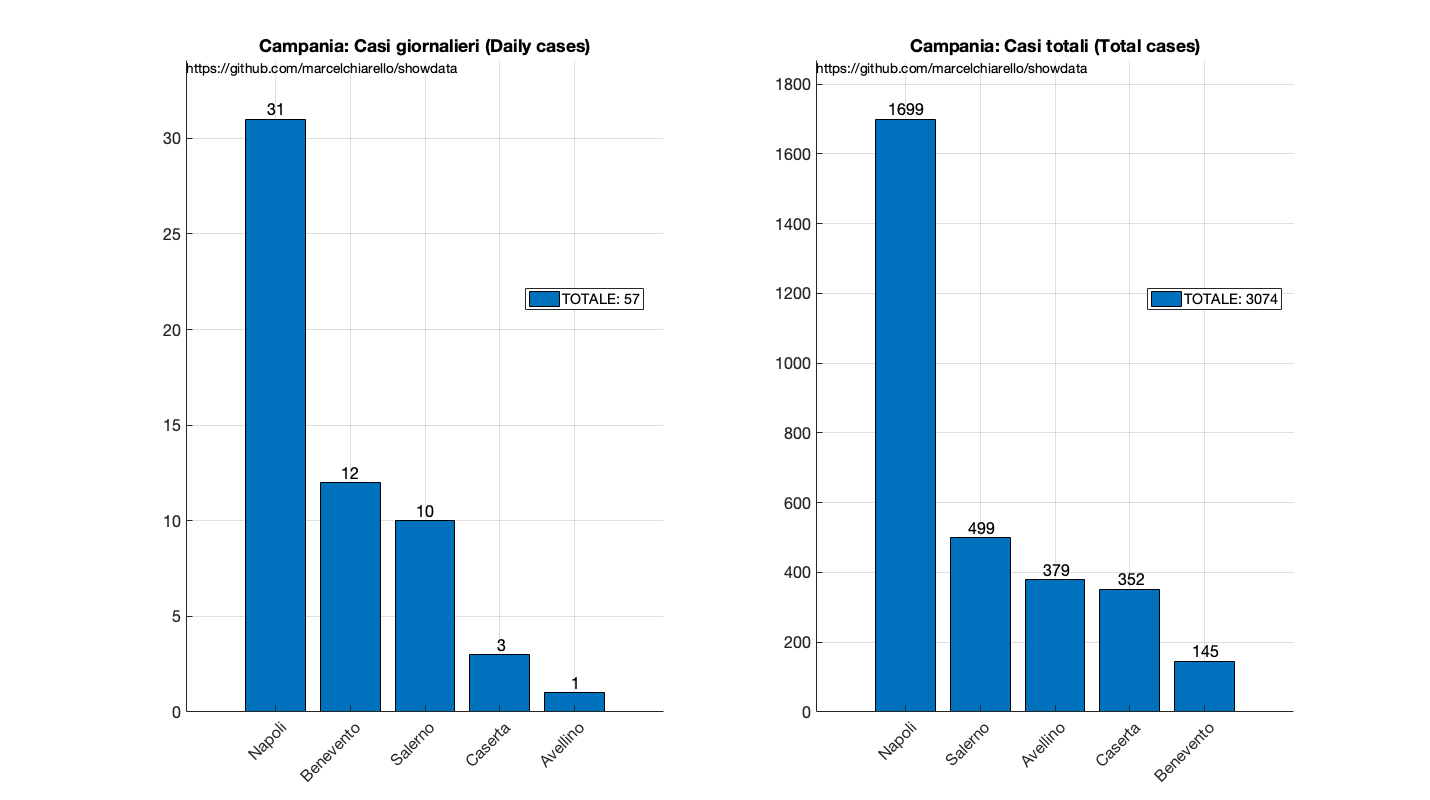 Campania: Casi giornalieri (Daily cases)
https://github.com/marcelchiarello/showdata
31
30
25
TOTALE: 57
20
15
12
10
10
5
3
1
0
Napoli
Benevento
Salerno
Caserta
Avellino
Campania: Casi totali (Total cases)
https://github.com/marcelchiarello/showdata
1800
1699
1600
1400
1200
TOTALE: 3074
1000
800
600
499
400
379
352
200
145
0
Napoli
Salerno
Avellino
Caserta
Benevento